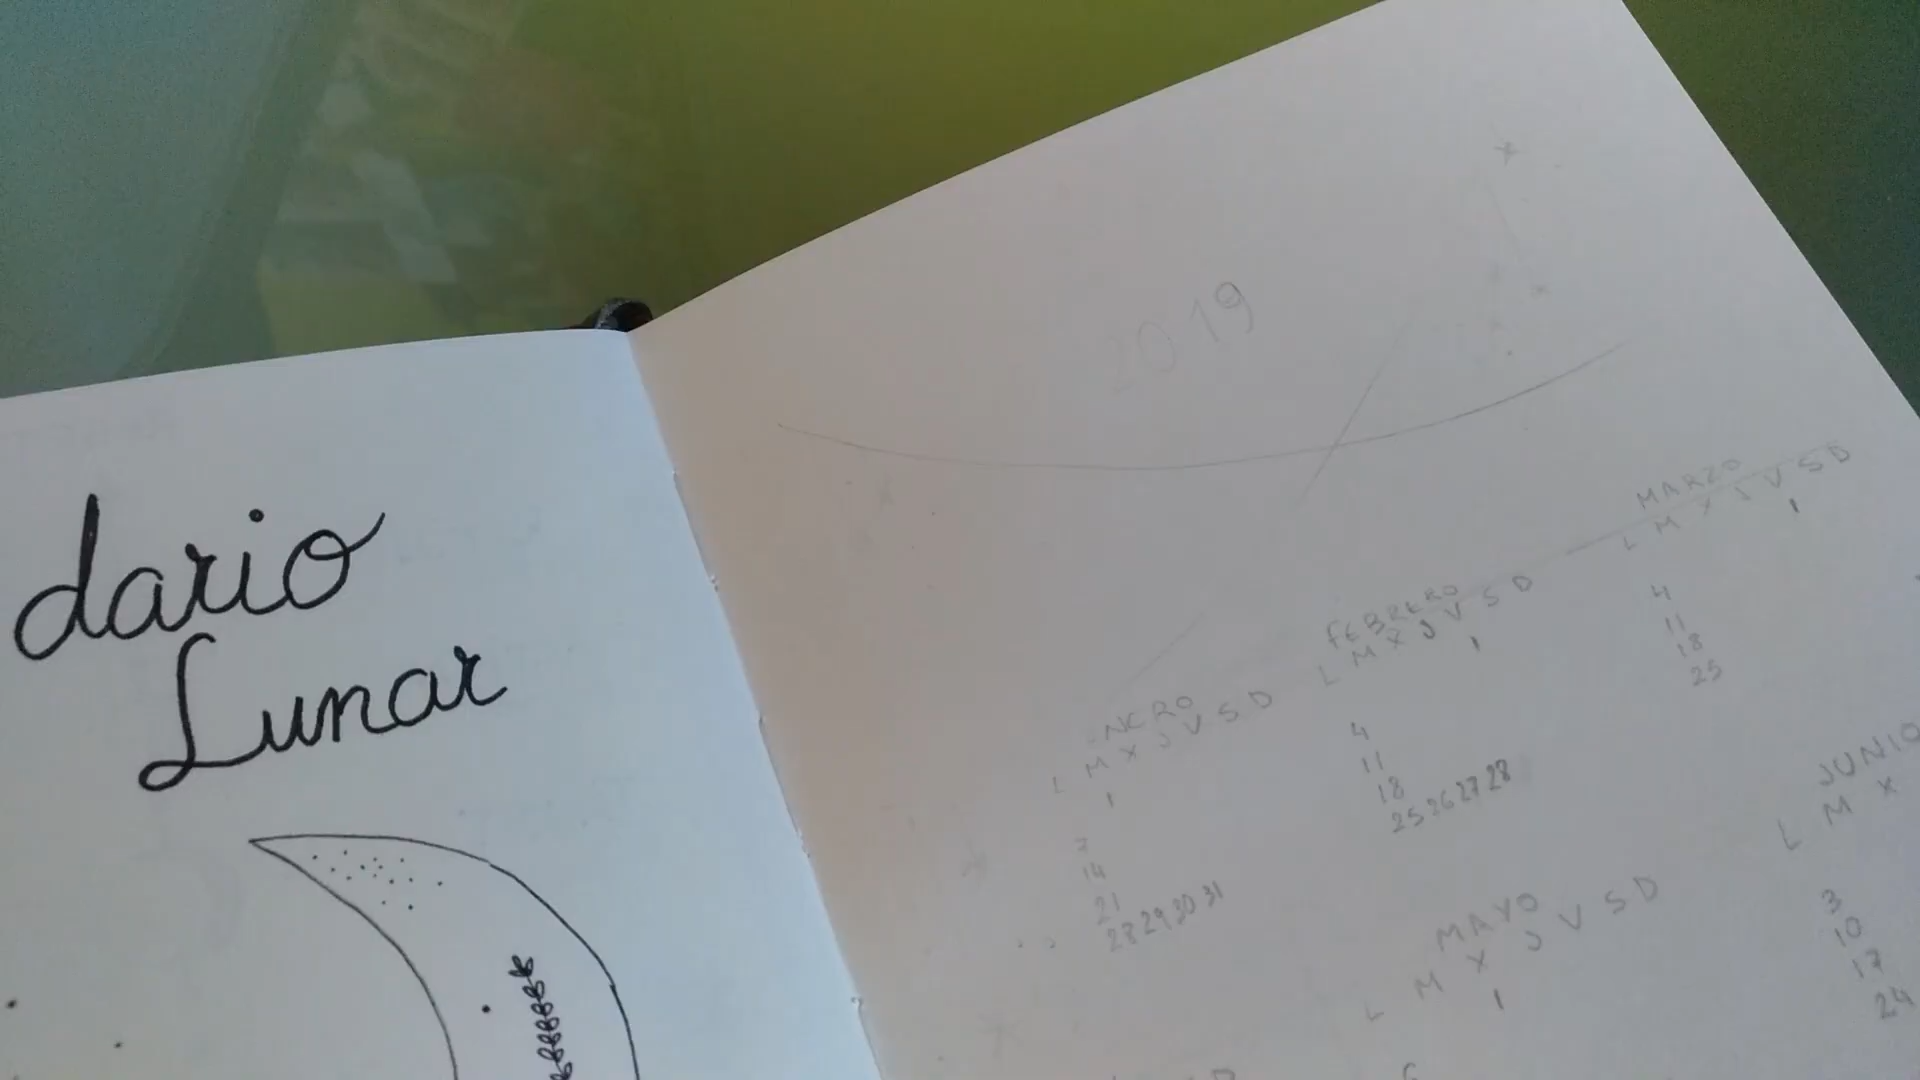 dario
Lunar
2019
ENERO
L M X J V S D
1
7
14
21
28 29 30 31
FEBRERO
L M X J V S D
1
4
11
18
25 26 27 28
MARZO
L M X J V S D
1
4
11
18
25
MAYO
L M X J V S D
1
JUNIO
L M X
3
10
17
24